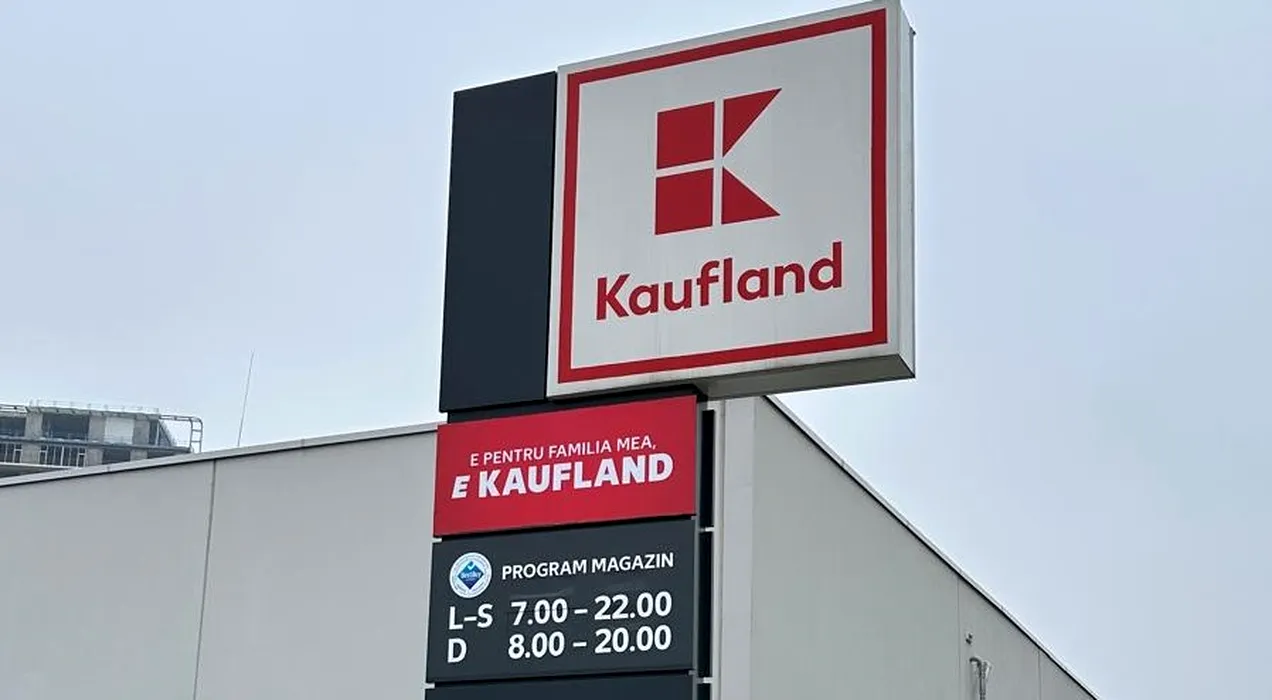 Kaufland
E PENTRU FAMILIA MEA,
E KAUFLAND
PROGRAM MAGAZIN
L–S 7.00 – 22.00
D 8.00 – 20.00